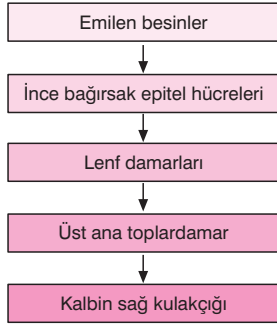 Emilen besinler
İnce bağırsak epitel hücreleri
Lenf damarları
Üst ana toplardamar
Kalbin sağ kulakçığı